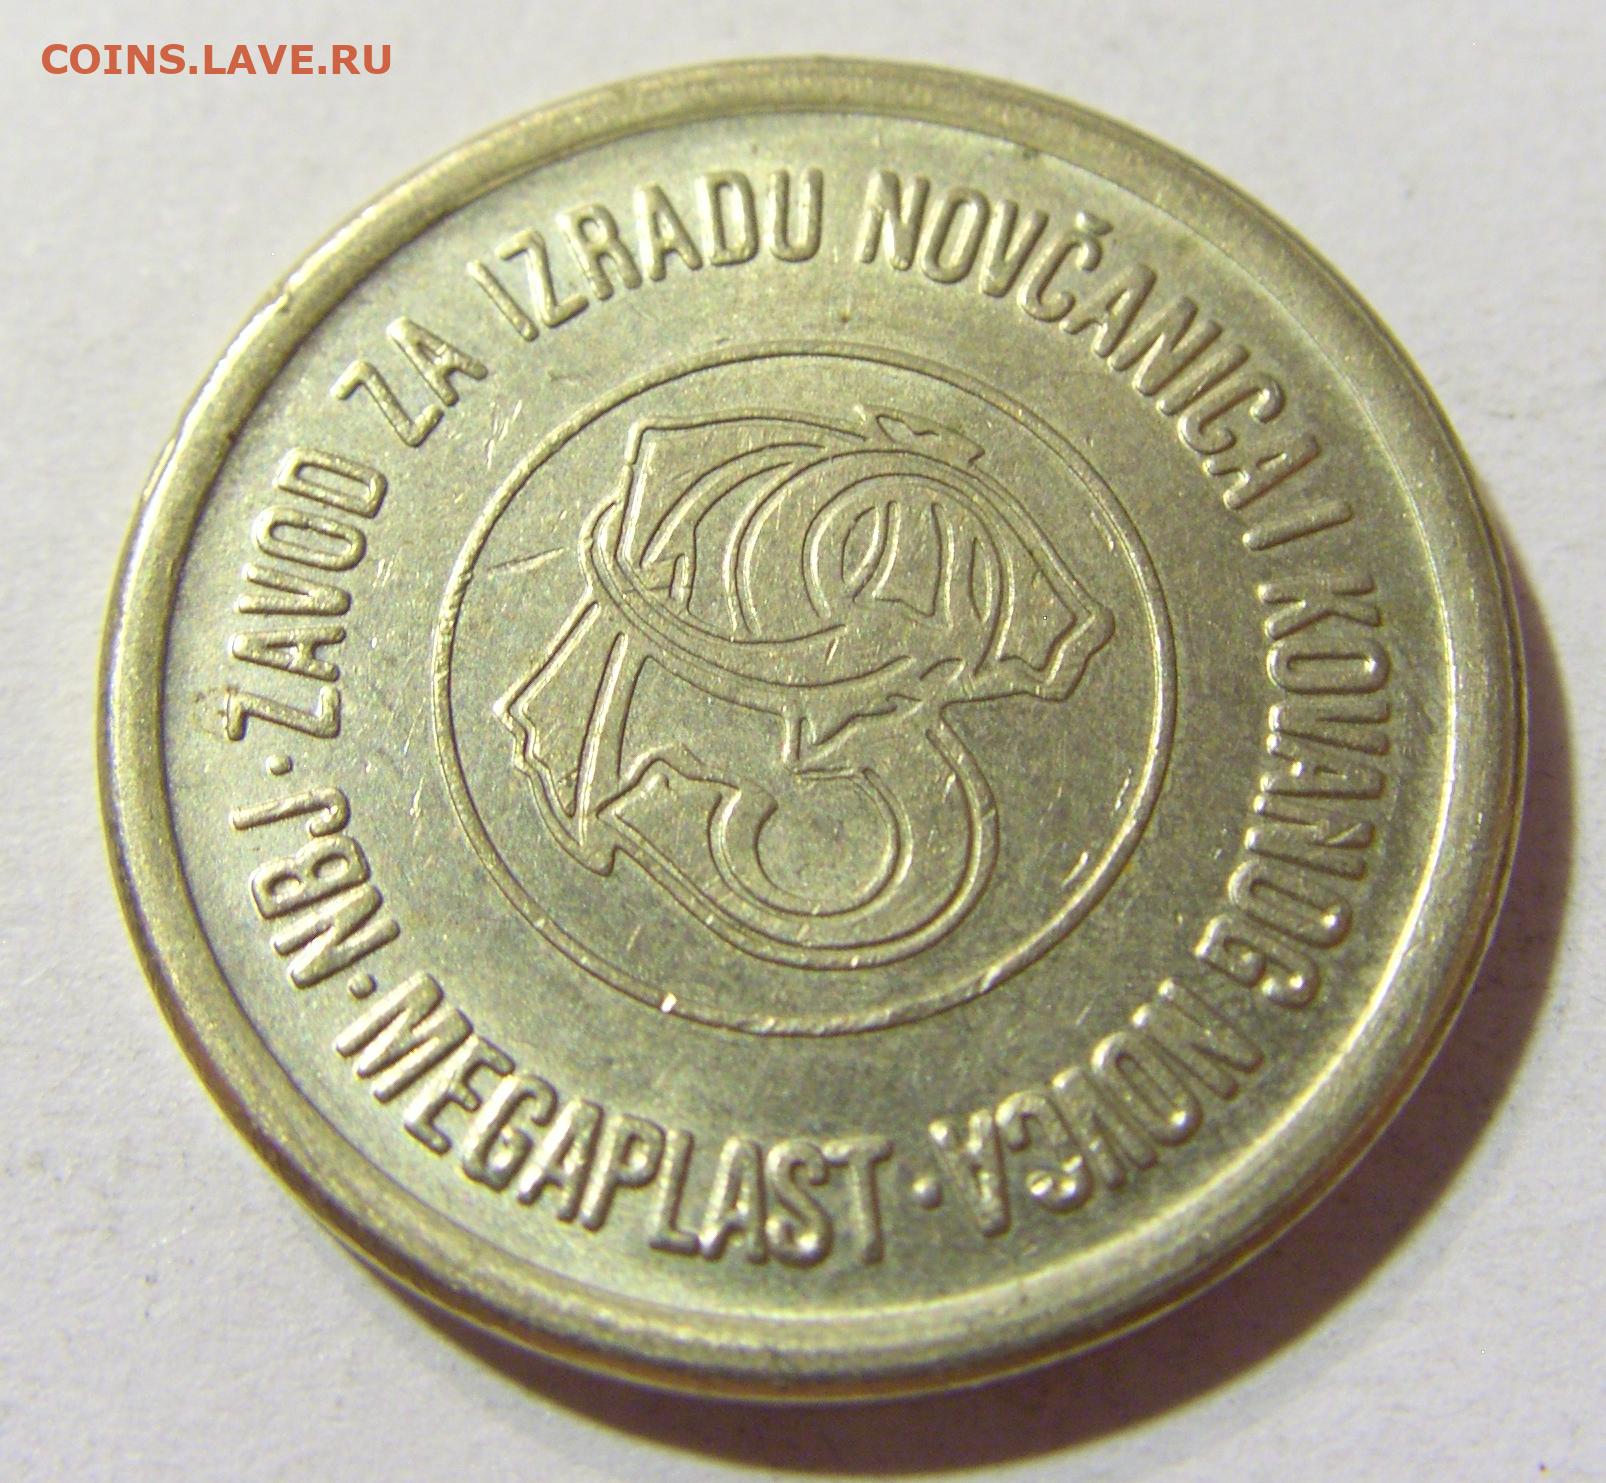 COINS.LAVE.RU
ZAVOD ZA IZRADU NOVČANICA I KOVANOG NOVCA · MEGAPLAST · NBJ ·